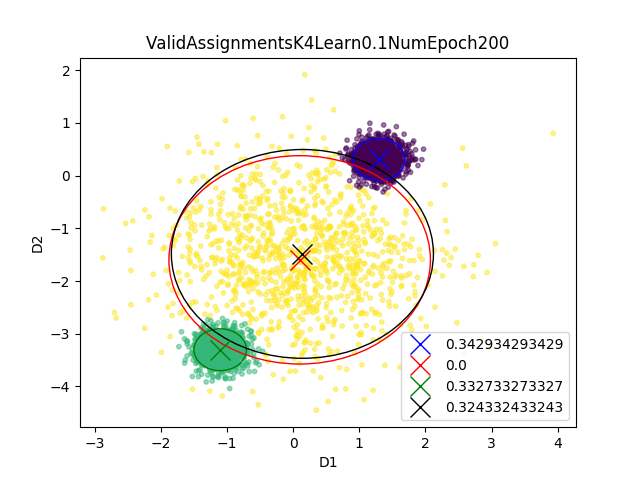 ValidAssignmentsK4Learn0.1NumEpoch200
D2
2
1
0
−1
−2
−3
−4
0.342934293429
0.0
0.332733273327
0.324332433243
−3 −2 −1 0 1 2 3 4
D1